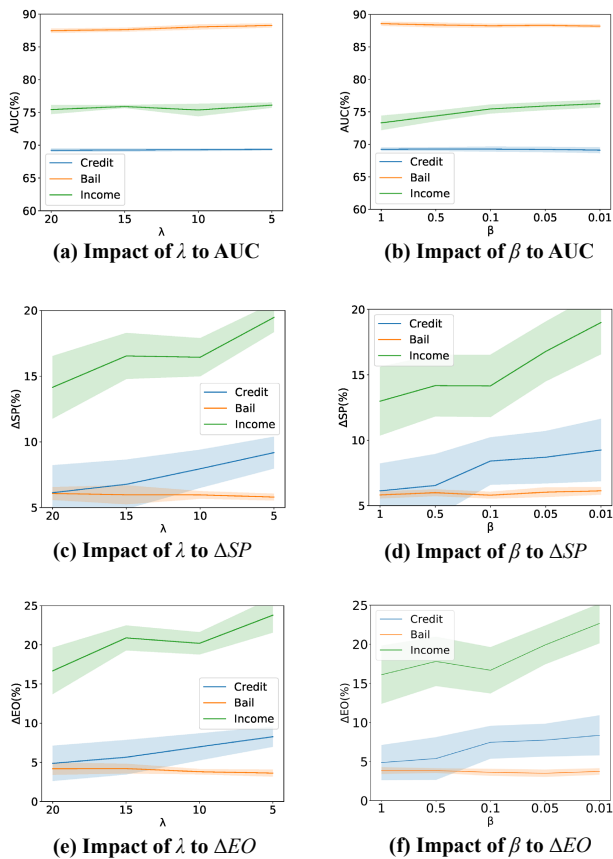 90
85
80
75
70
65
60
AUC(%)
Credit
Bail
Income
20 15 10 5
λ
(a) Impact of λ to AUC
90
85
80
75
70
65
60
AUC(%)
Credit
Bail
Income
1 0.5 0.1 0.05 0.01
β
(b) Impact of β to AUC
20
15
10
5
ΔSP(%)
Credit
Bail
Income
20 15 10 5
λ
(c) Impact of λ to ΔSP
20
15
10
5
ΔSP(%)
Credit
Bail
Income
1 0.5 0.1 0.05 0.01
β
(d) Impact of β to ΔSP
25
20
15
10
5
0
ΔEO(%)
Credit
Bail
Income
20 15 10 5
λ
(e) Impact of λ to ΔEO
25
20
15
10
5
0
ΔEO(%)
Credit
Bail
Income
1 0.5 0.1 0.05 0.01
β
(f) Impact of β to ΔEO